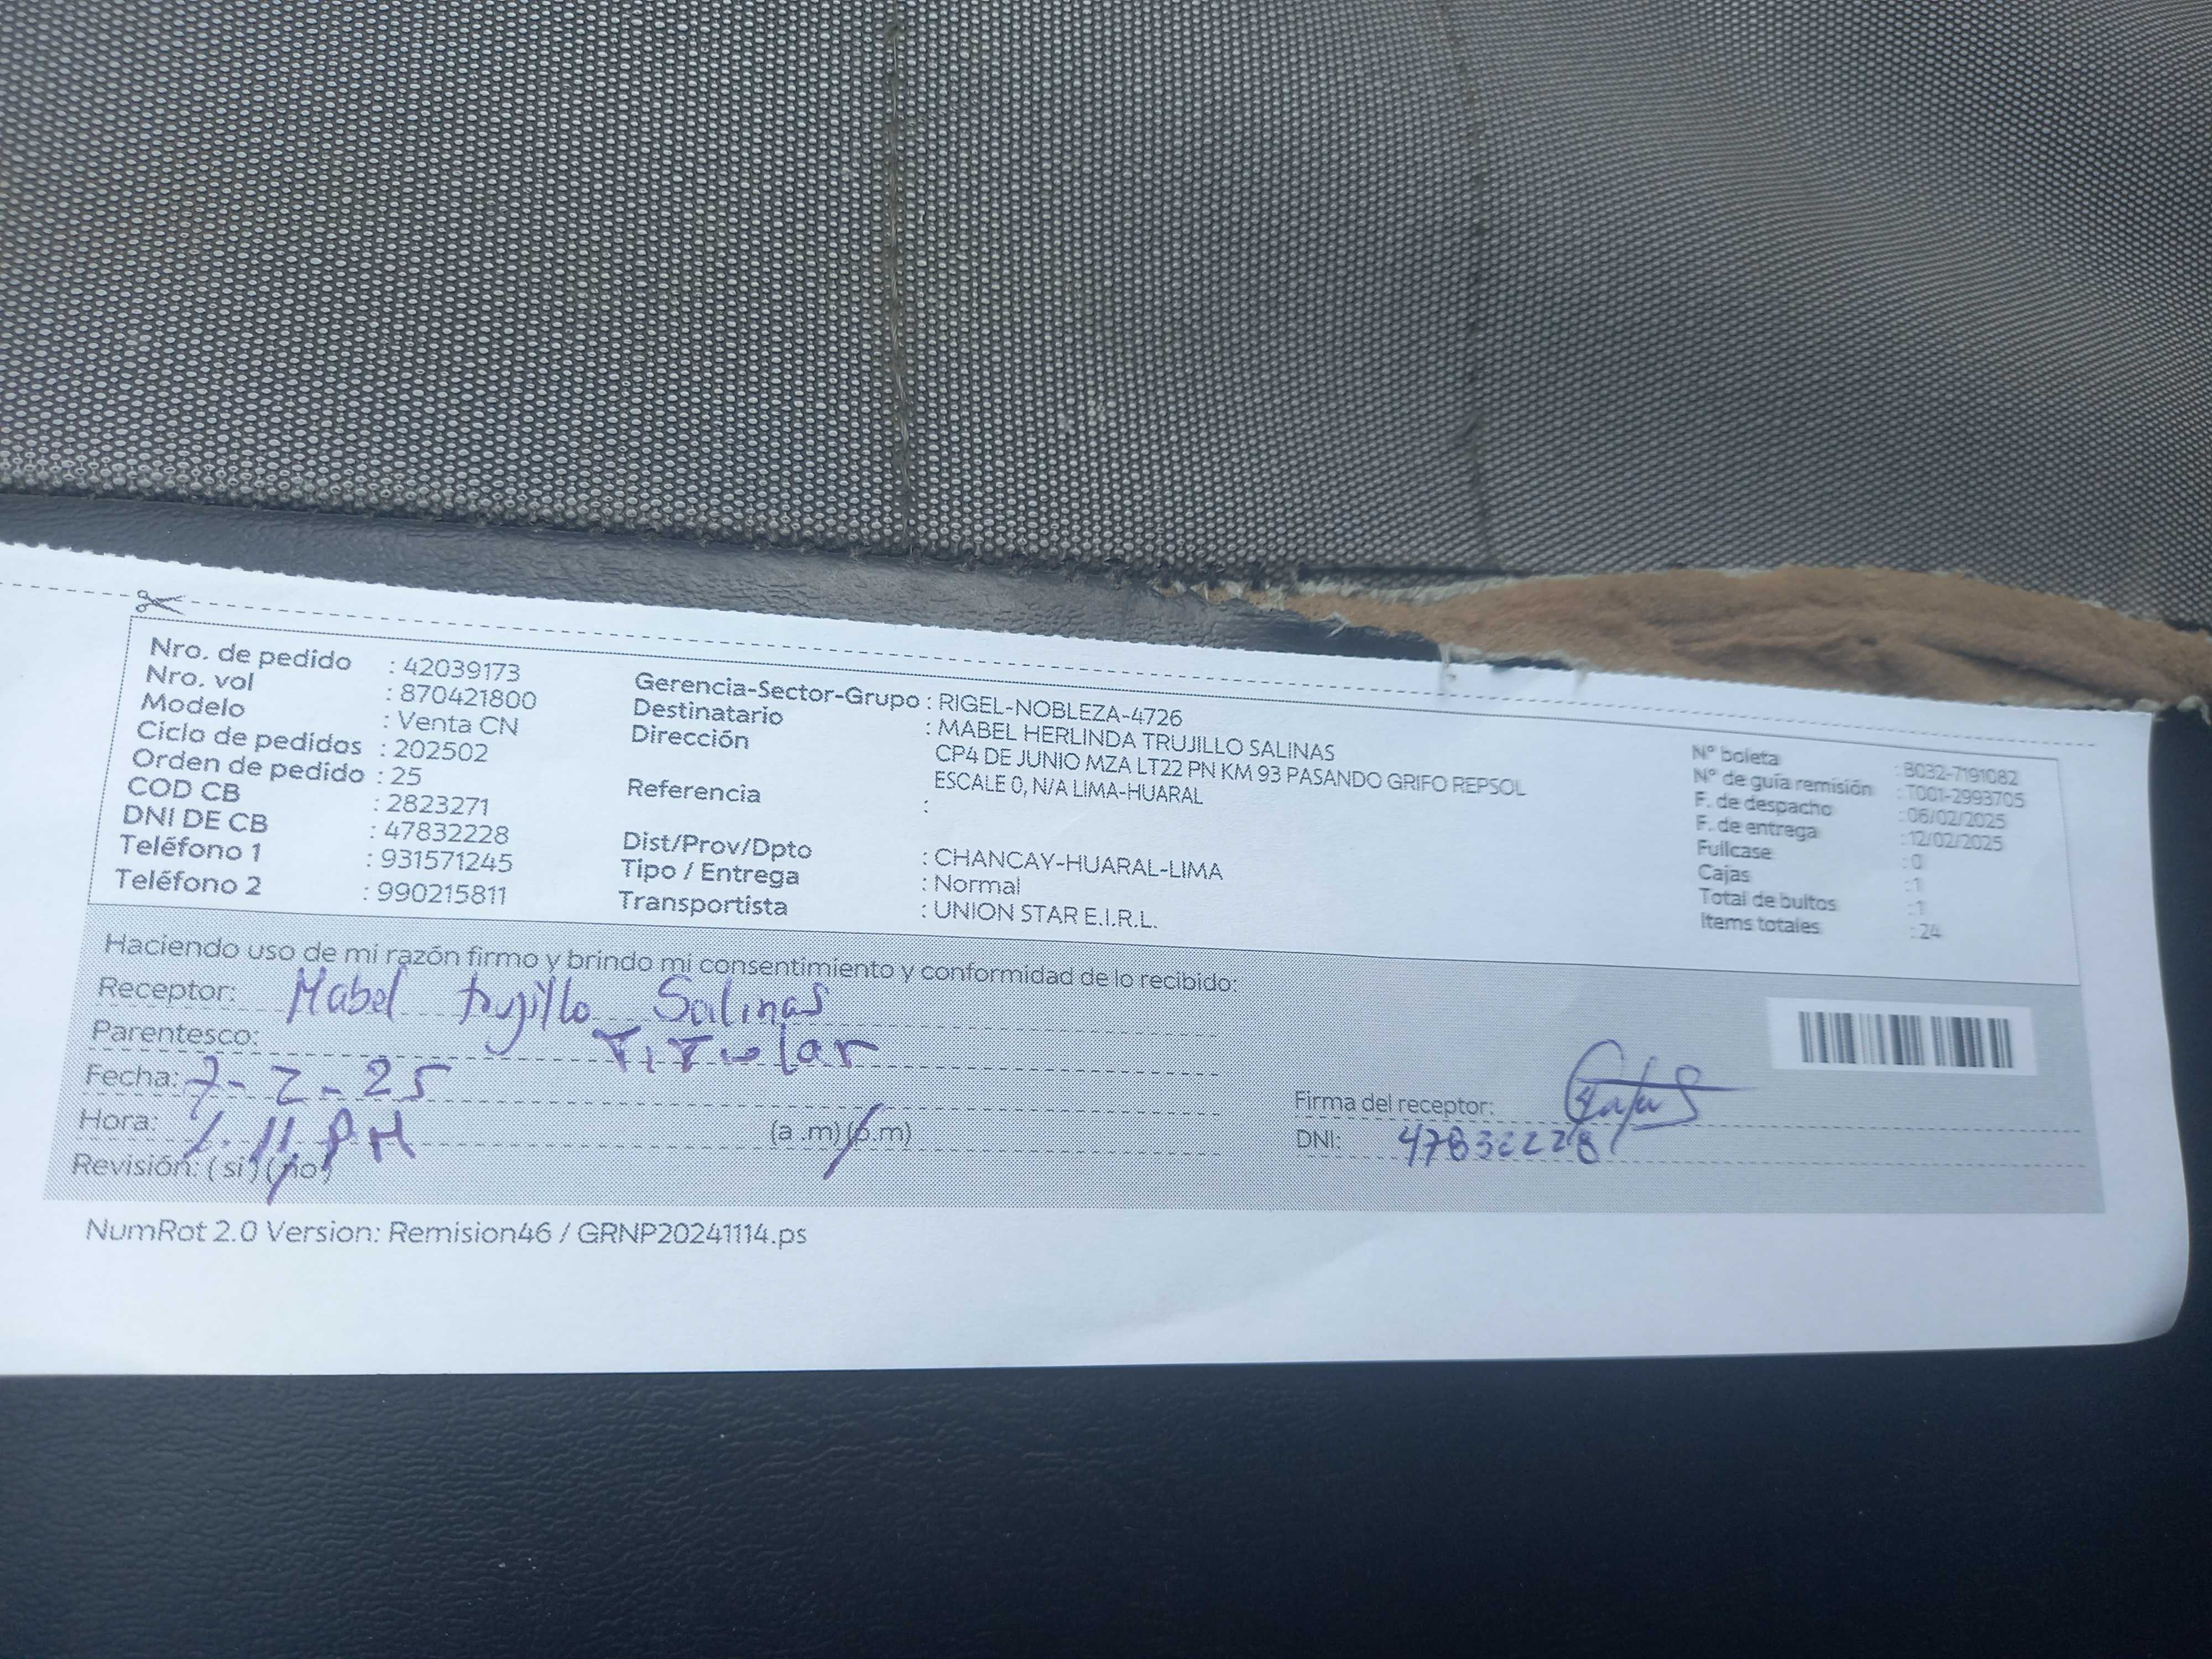 Nro. de pedido : 42039173
Nro. vol : 870421800
Modelo : Venta CN
Ciclo de pedidos : 202502
Orden de pedido : 25
COD CB : 2823271
DNI DE CB : 47832228
Teléfono 1 : 931571245
Teléfono 2 : 990215811
Gerencia-Sector-Grupo : RIGEL-NOBLEZA-4726
Destinatario : MABEL HERLINDA TRUJILLO SALINAS
Dirección CP4 DE JUNIO MZA LT22 PN KM 93 PASANDO GRIFO REPSOL
ESCALE 0, N/A LIMA-HUARAL
Referencia :
Dist/Prov/Dpto : CHANCAY-HUARAL-LIMA
Tipo / Entrega : Normal
Transportista : UNION STAR E.I.R.L.
N° boleta : B032-7191082
N° de guía remisión : T001-2993705
F. de despacho : 06/02/2025
F. de entrega : 12/02/2025
Fullcase : 0
Cajas : 1
Total de bultos : 1
Items totales : 24
Haciendo uso de mi razón firmo y brindo mi consentimiento y conformidad de lo recibido:
Receptor: Mabel trujillo Salinas
Parentesco: Titular
Fecha: 7-2-25
Hora: PM (a .m) (p.m)
Revisión: ( si ) ( no )
Firma del receptor:
DNI: 47832228
NumRot 2.0 Version: Remision46 / GRNP20241114.ps